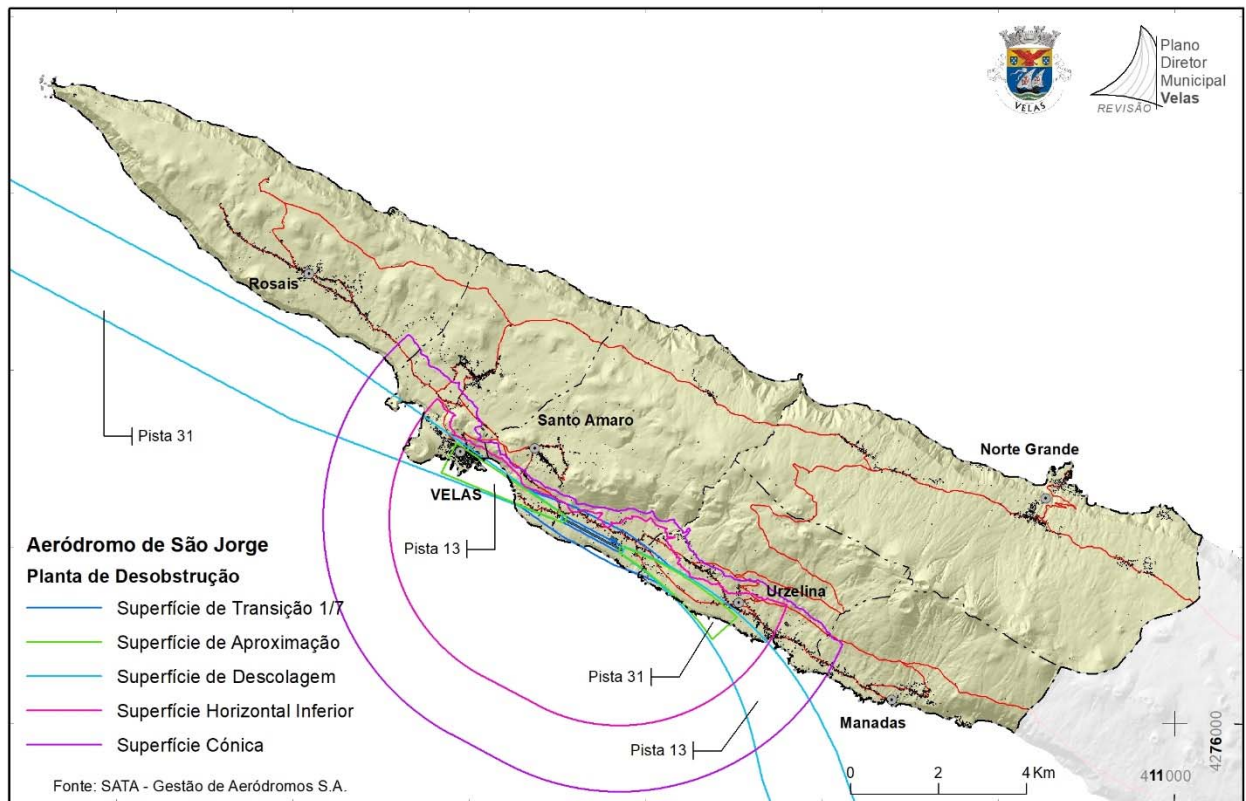 VELAS
REVISÃO
Plano
Diretor
Municipal
Velas
Rosais
Pista 31
Santo Amaro
Norte Grande
VELAS
Pista 13
Urzelina
Pista 31
Manadas
Pista 13
Aeródromo de São Jorge
Planta de Desobstrução
Superfície de Transição 1/7
Superfície de Aproximação
Superfície de Descolagem
Superfície Horizontal Inferior
Superfície Cónica
Fonte: SATA - Gestão de Aeródromos S.A.
0 2 4 Km
411000
4276000